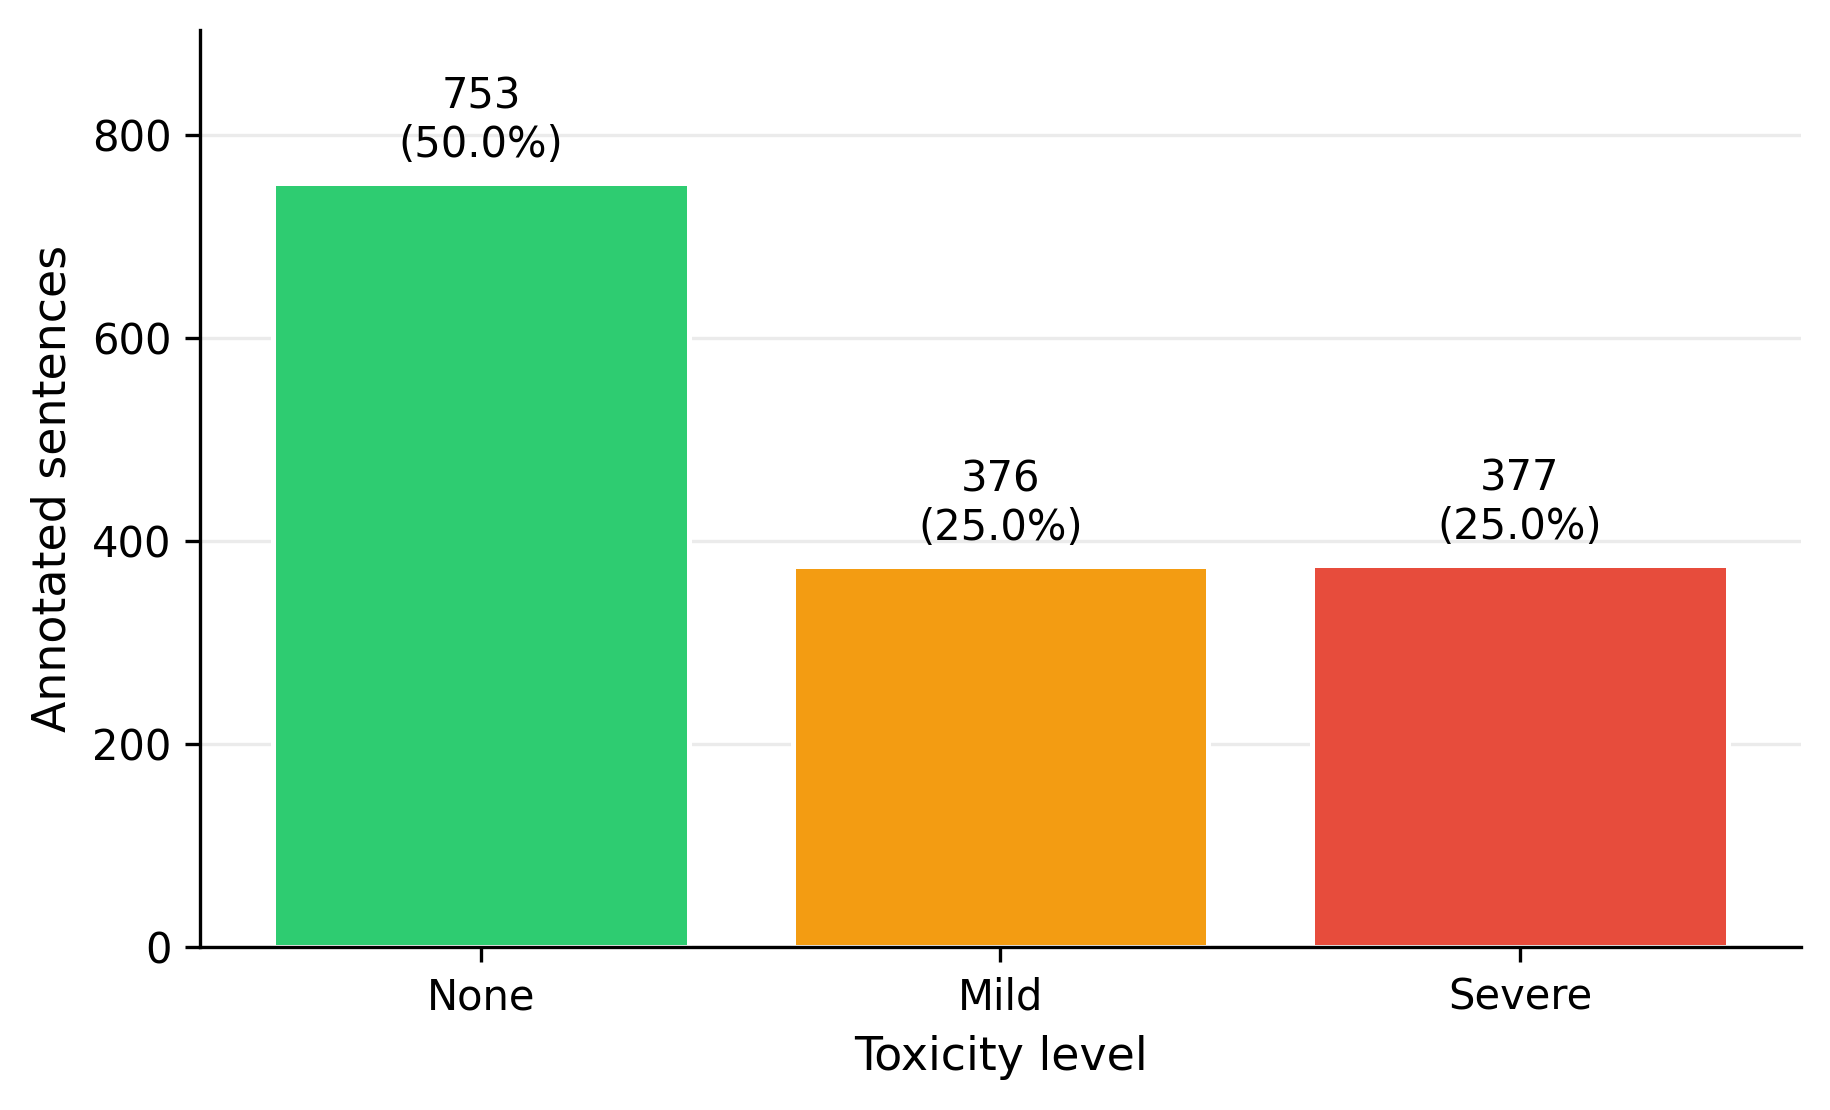 753
(50.0%)
376
(25.0%)
377
(25.0%)
800
600
400
200
0
Annotated sentences
None
Mild
Severe
Toxicity level